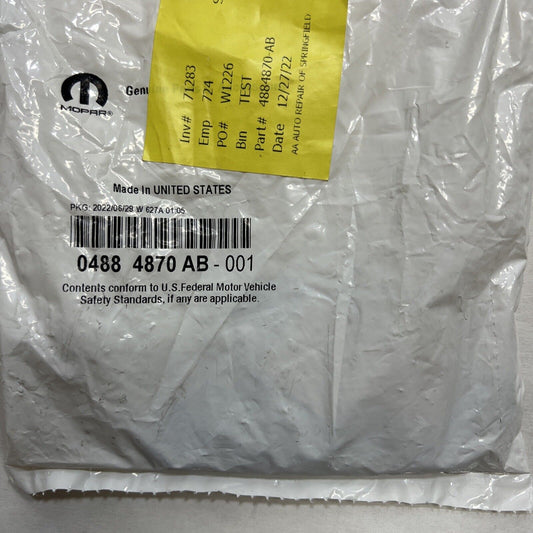 MOPAR®
Inv# 71283
Emp 724
PO# W1226
Bin TEST
Part# 4884870-AB
Date 12/27/22
AA AUTO REPAIR OF SPRINGFIELD
Made in UNITED STATES
PKG: 2022/06/29 W 627A 01:05
0488 4870 AB - 001
Contents conform to U.S.Federal Motor Vehicle
Safety Standards, if any are applicable.